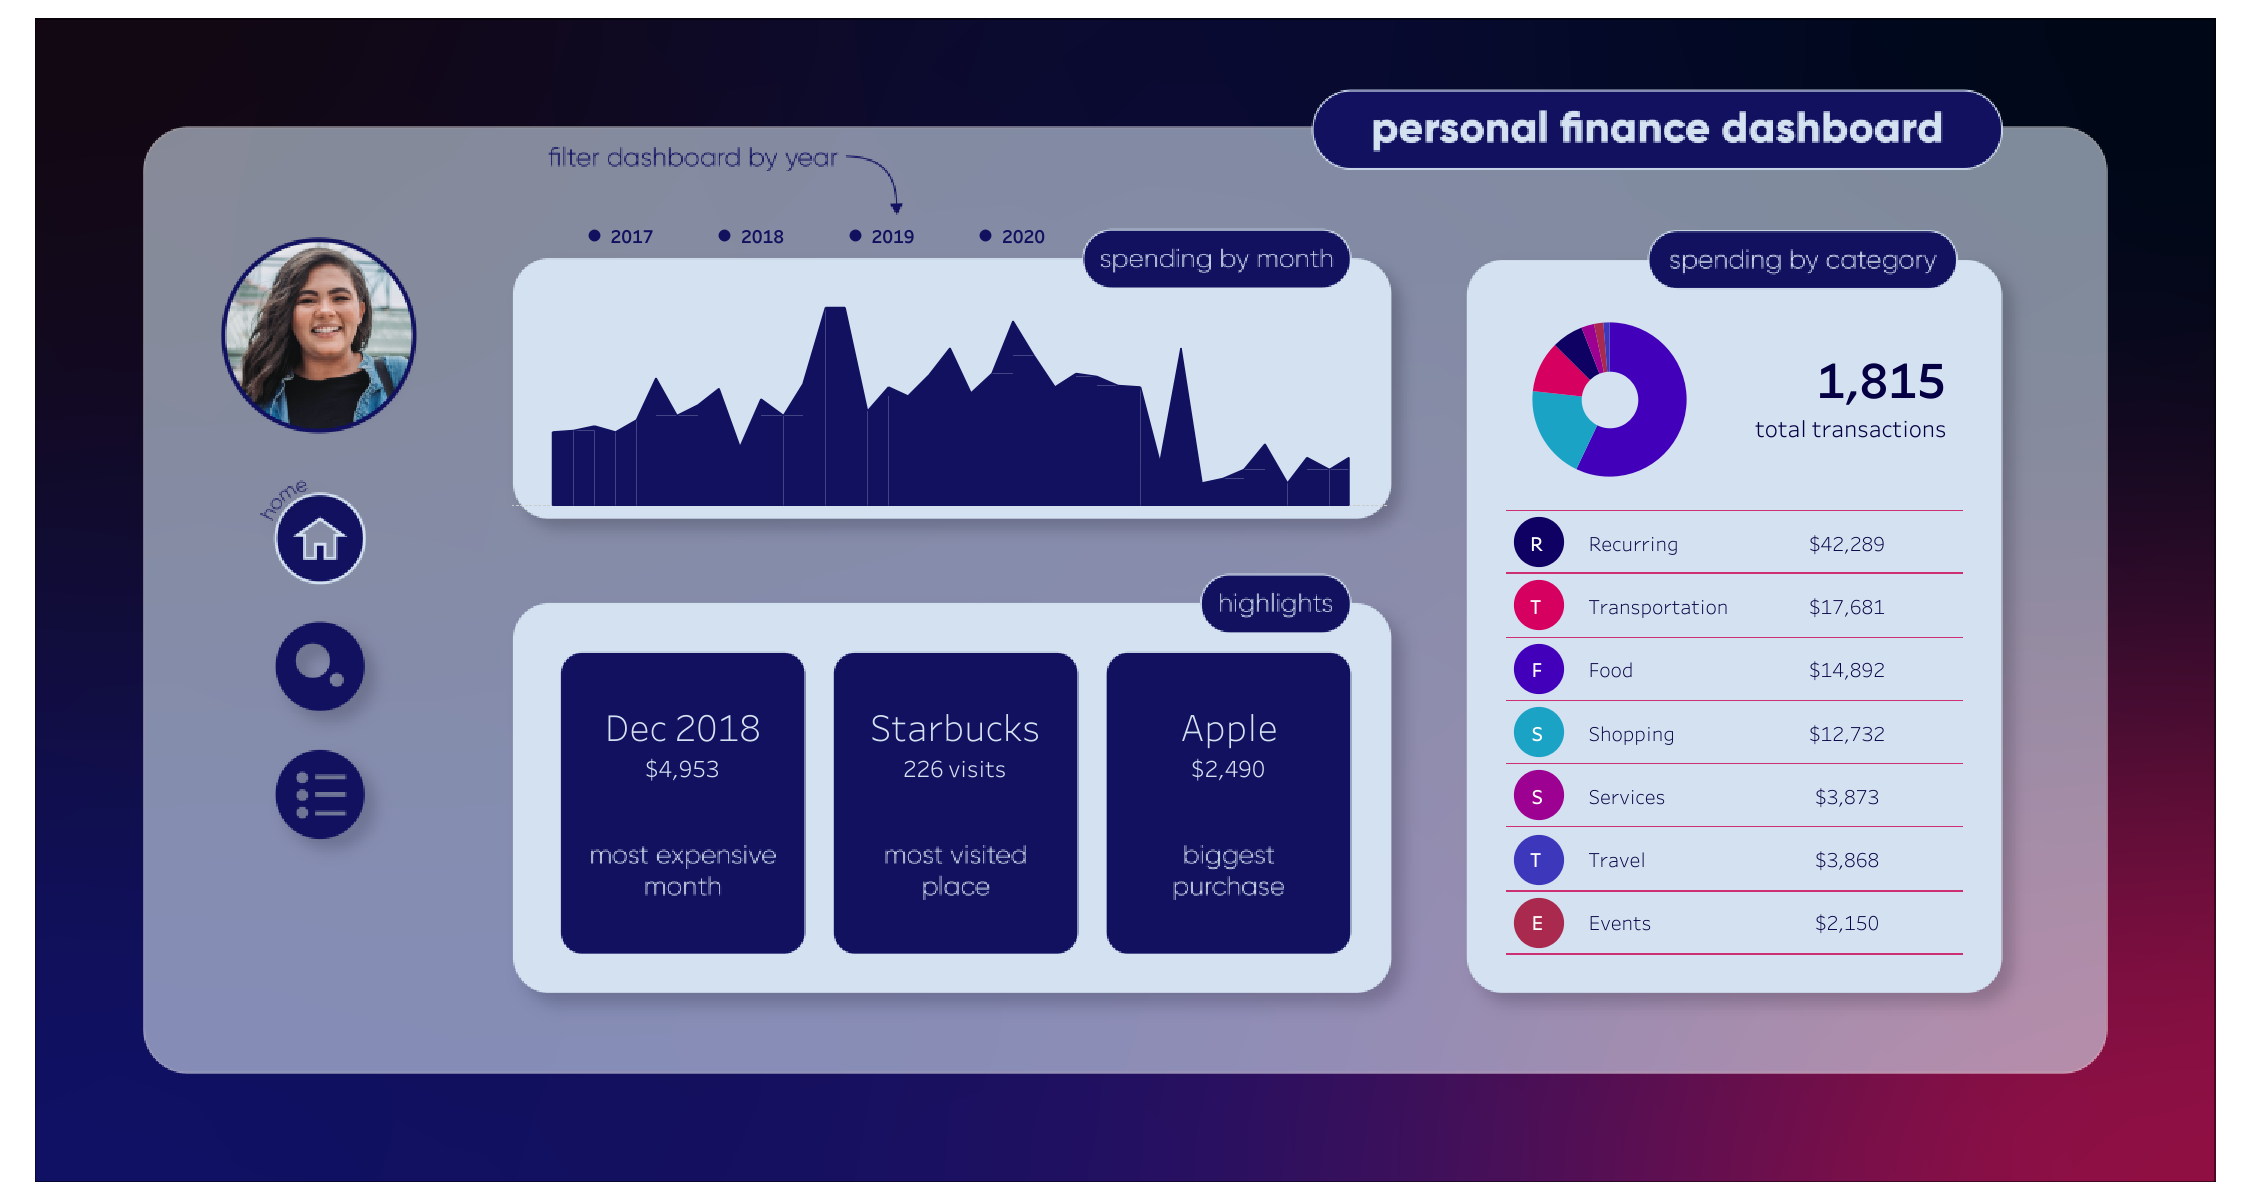 personal finance dashboard
filter dashboard by year
2017
2018
2019
2020
spending by month
home
highlights
Dec 2018
$4,953
most expensive
month
Starbucks
226 visits
most visited
place
Apple
$2,490
biggest
purchase
spending by category
1,815
total transactions
R Recurring $42,289
T Transportation $17,681
F Food $14,892
S Shopping $12,732
S Services $3,873
T Travel $3,868
E Events $2,150